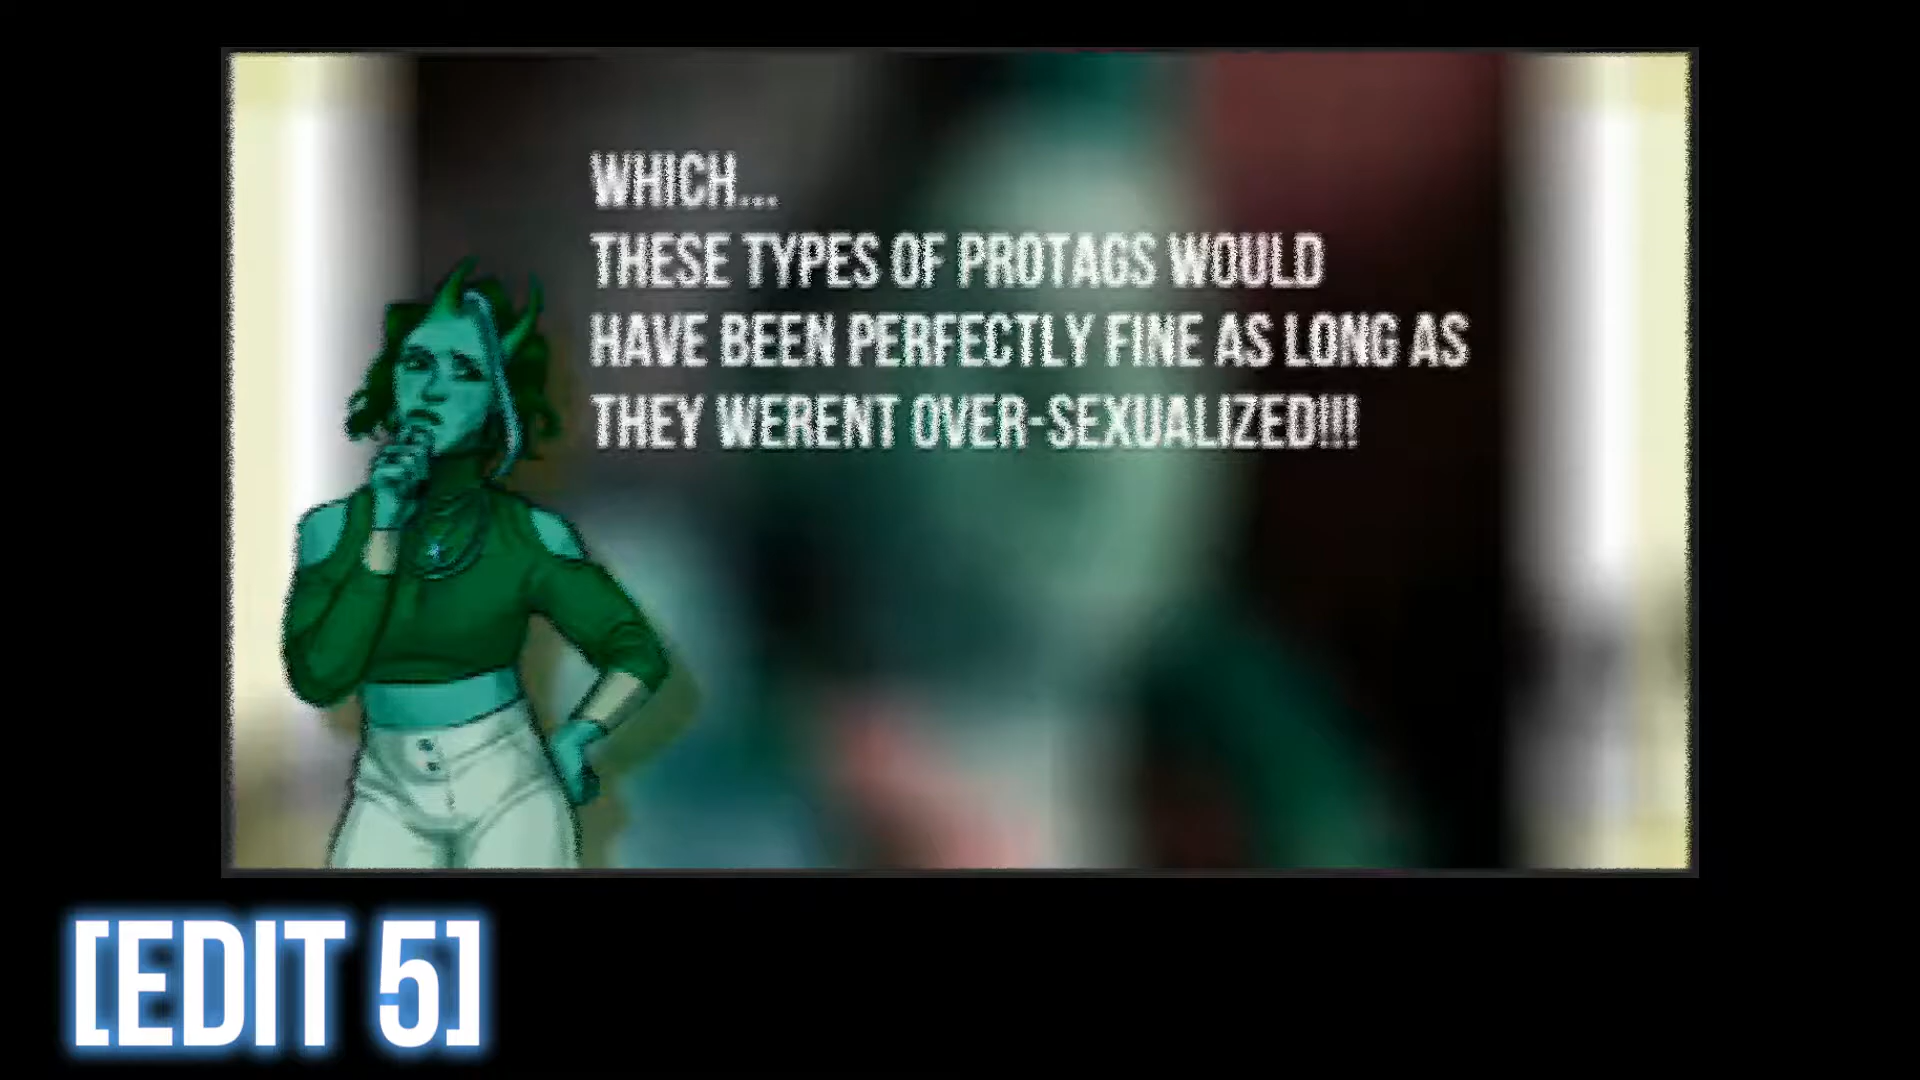 WHICH...
THESE TYPES OF PROTAGS WOULD
HAVE BEEN PERFECTLY FINE AS LONG AS
THEY WERENT OVER-SEXUALIZED!!!
[EDIT 5]